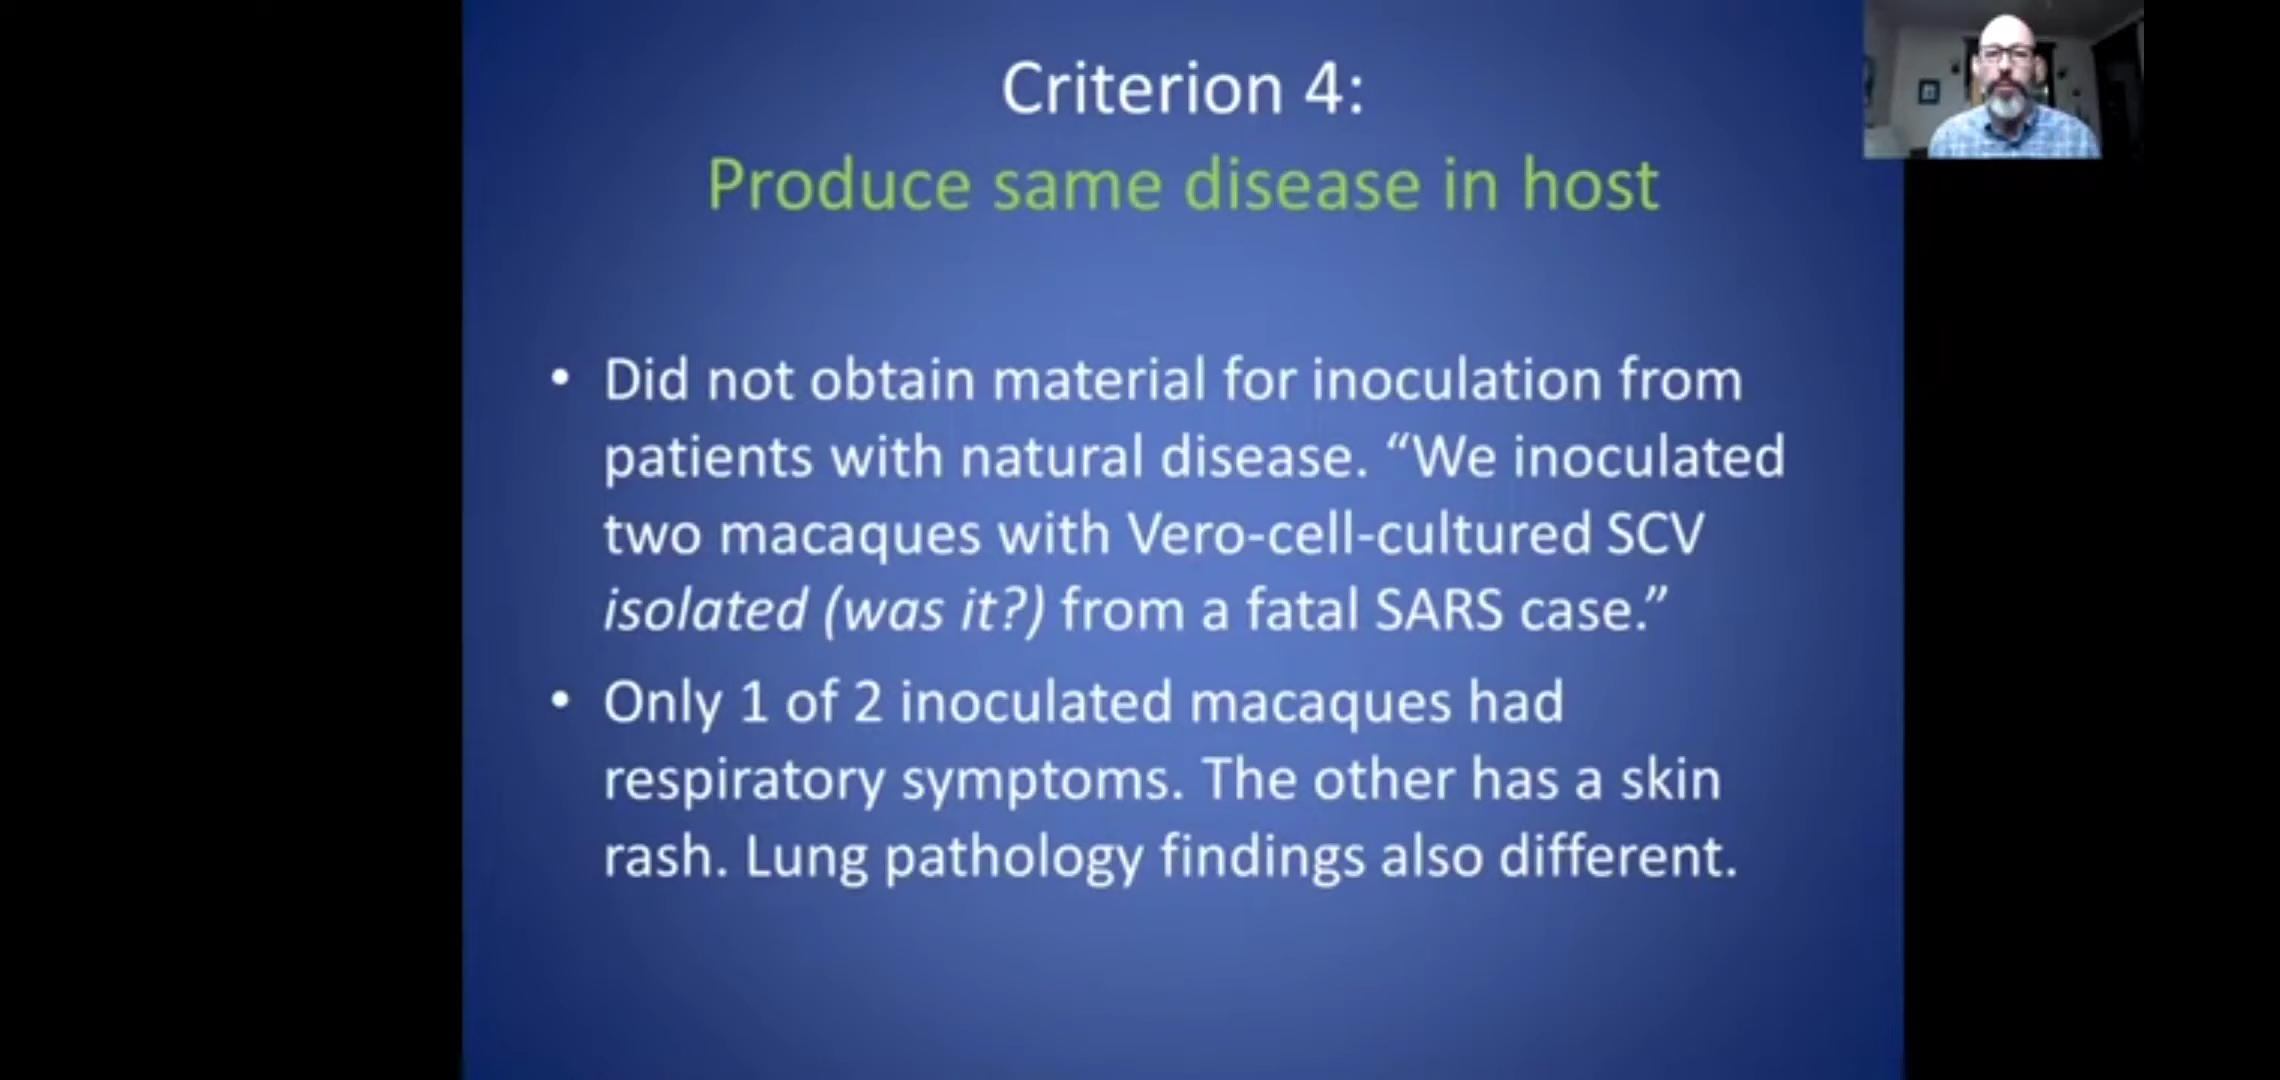 Criterion 4:
Produce same disease in host
• Did not obtain material for inoculation from
patients with natural disease. “We inoculated
two macaques with Vero-cell-cultured SCV
isolated (was it?) from a fatal SARS case.”
• Only 1 of 2 inoculated macaques had
respiratory symptoms. The other has a skin
rash. Lung pathology findings also different.